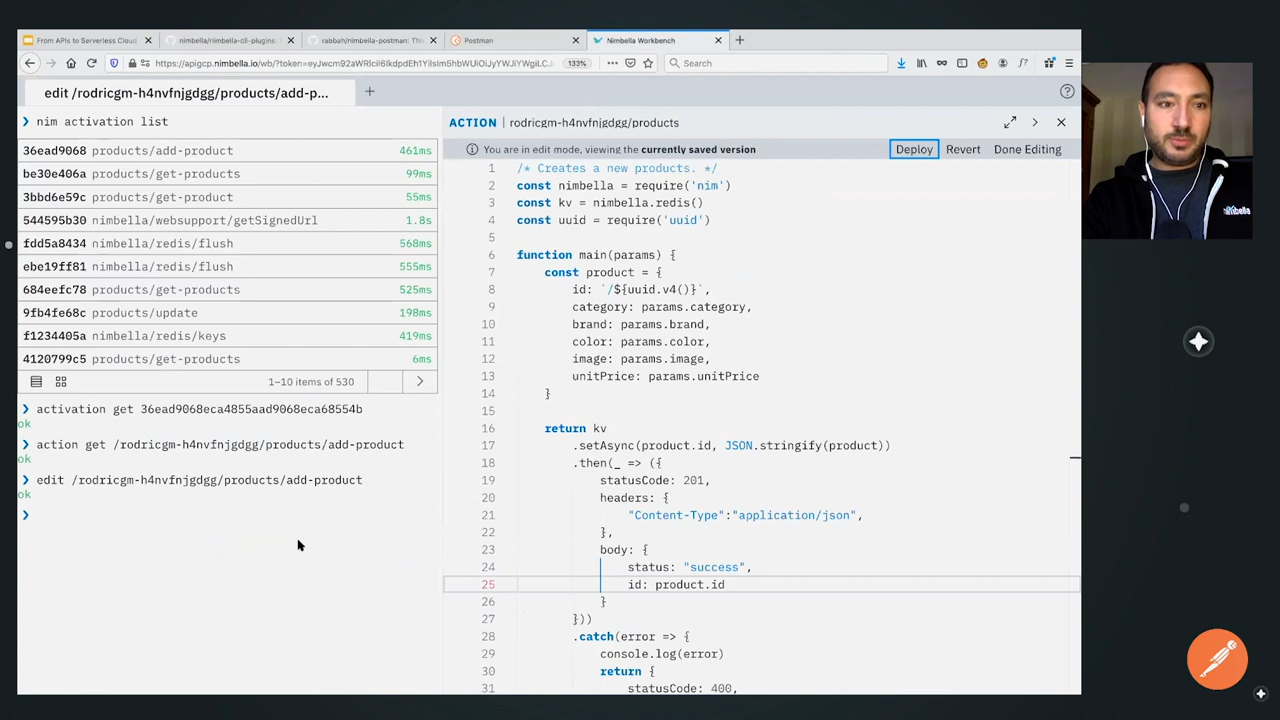 From APIs to Serverless Cloud
nimbella/nimbella-cli-plugins:
rabbah/nimbella-postman: Thi
Postman
Nimbella Workbench
133%
Search
edit /rodricgm-h4nvfnjgdgg/products/add-p...
nim activation list
36ead9068 products/add-product 461ms
be30e406a products/get-products 99ms
3bbd6e59c products/get-products 55ms
544595b30 nimbella/websupport/getSignedUrl 1.8s
fdd5a8434 nimbella/redis/flush 568ms
ebe19ff81 nimbella/redis/flush 555ms
684eefc78 products/get-products 525ms
9fb4fe68c products/update 198ms
f1234405a nimbella/redis/keys 419ms
4120799c5 products/get-products 6ms
1–10 items of 530
activation get 36ead9068eca4855aad9068eca68554b
ok
action get /rodricgm-h4nvfnjgdgg/products/add-product
ok
edit /rodricgm-h4nvfnjgdgg/products/add-product
ok
ACTION rodricgm-h4nvfnjgdgg/products
You are in edit mode, viewing the currently saved version Deploy Revert Done Editing
1 /* Creates a new products. */
2 const nimbella = require('nim')
3 const kv = nimbella.redis()
4 const uuid = require('uuid')
5
6 function main(params) {
7 const product = {
8 id: `/${uuid.v4()}`,
9 category: params.category,
10 brand: params.brand,
11 color: params.color,
12 image: params.image,
13 unitPrice: params.unitPrice
14 }
15
16 return kv
17 .setAsync(product.id, JSON.stringify(product))
18 .then(_ => ({
19 statusCode: 201,
20 headers: {
21 "Content-Type":"application/json",
22 },
23 body: {
24 status: "success",
25 id: product.id
26 }
27 }))
28 .catch(error => {
29 console.log(error)
30 return {
31 statusCode: 400,
nimbella